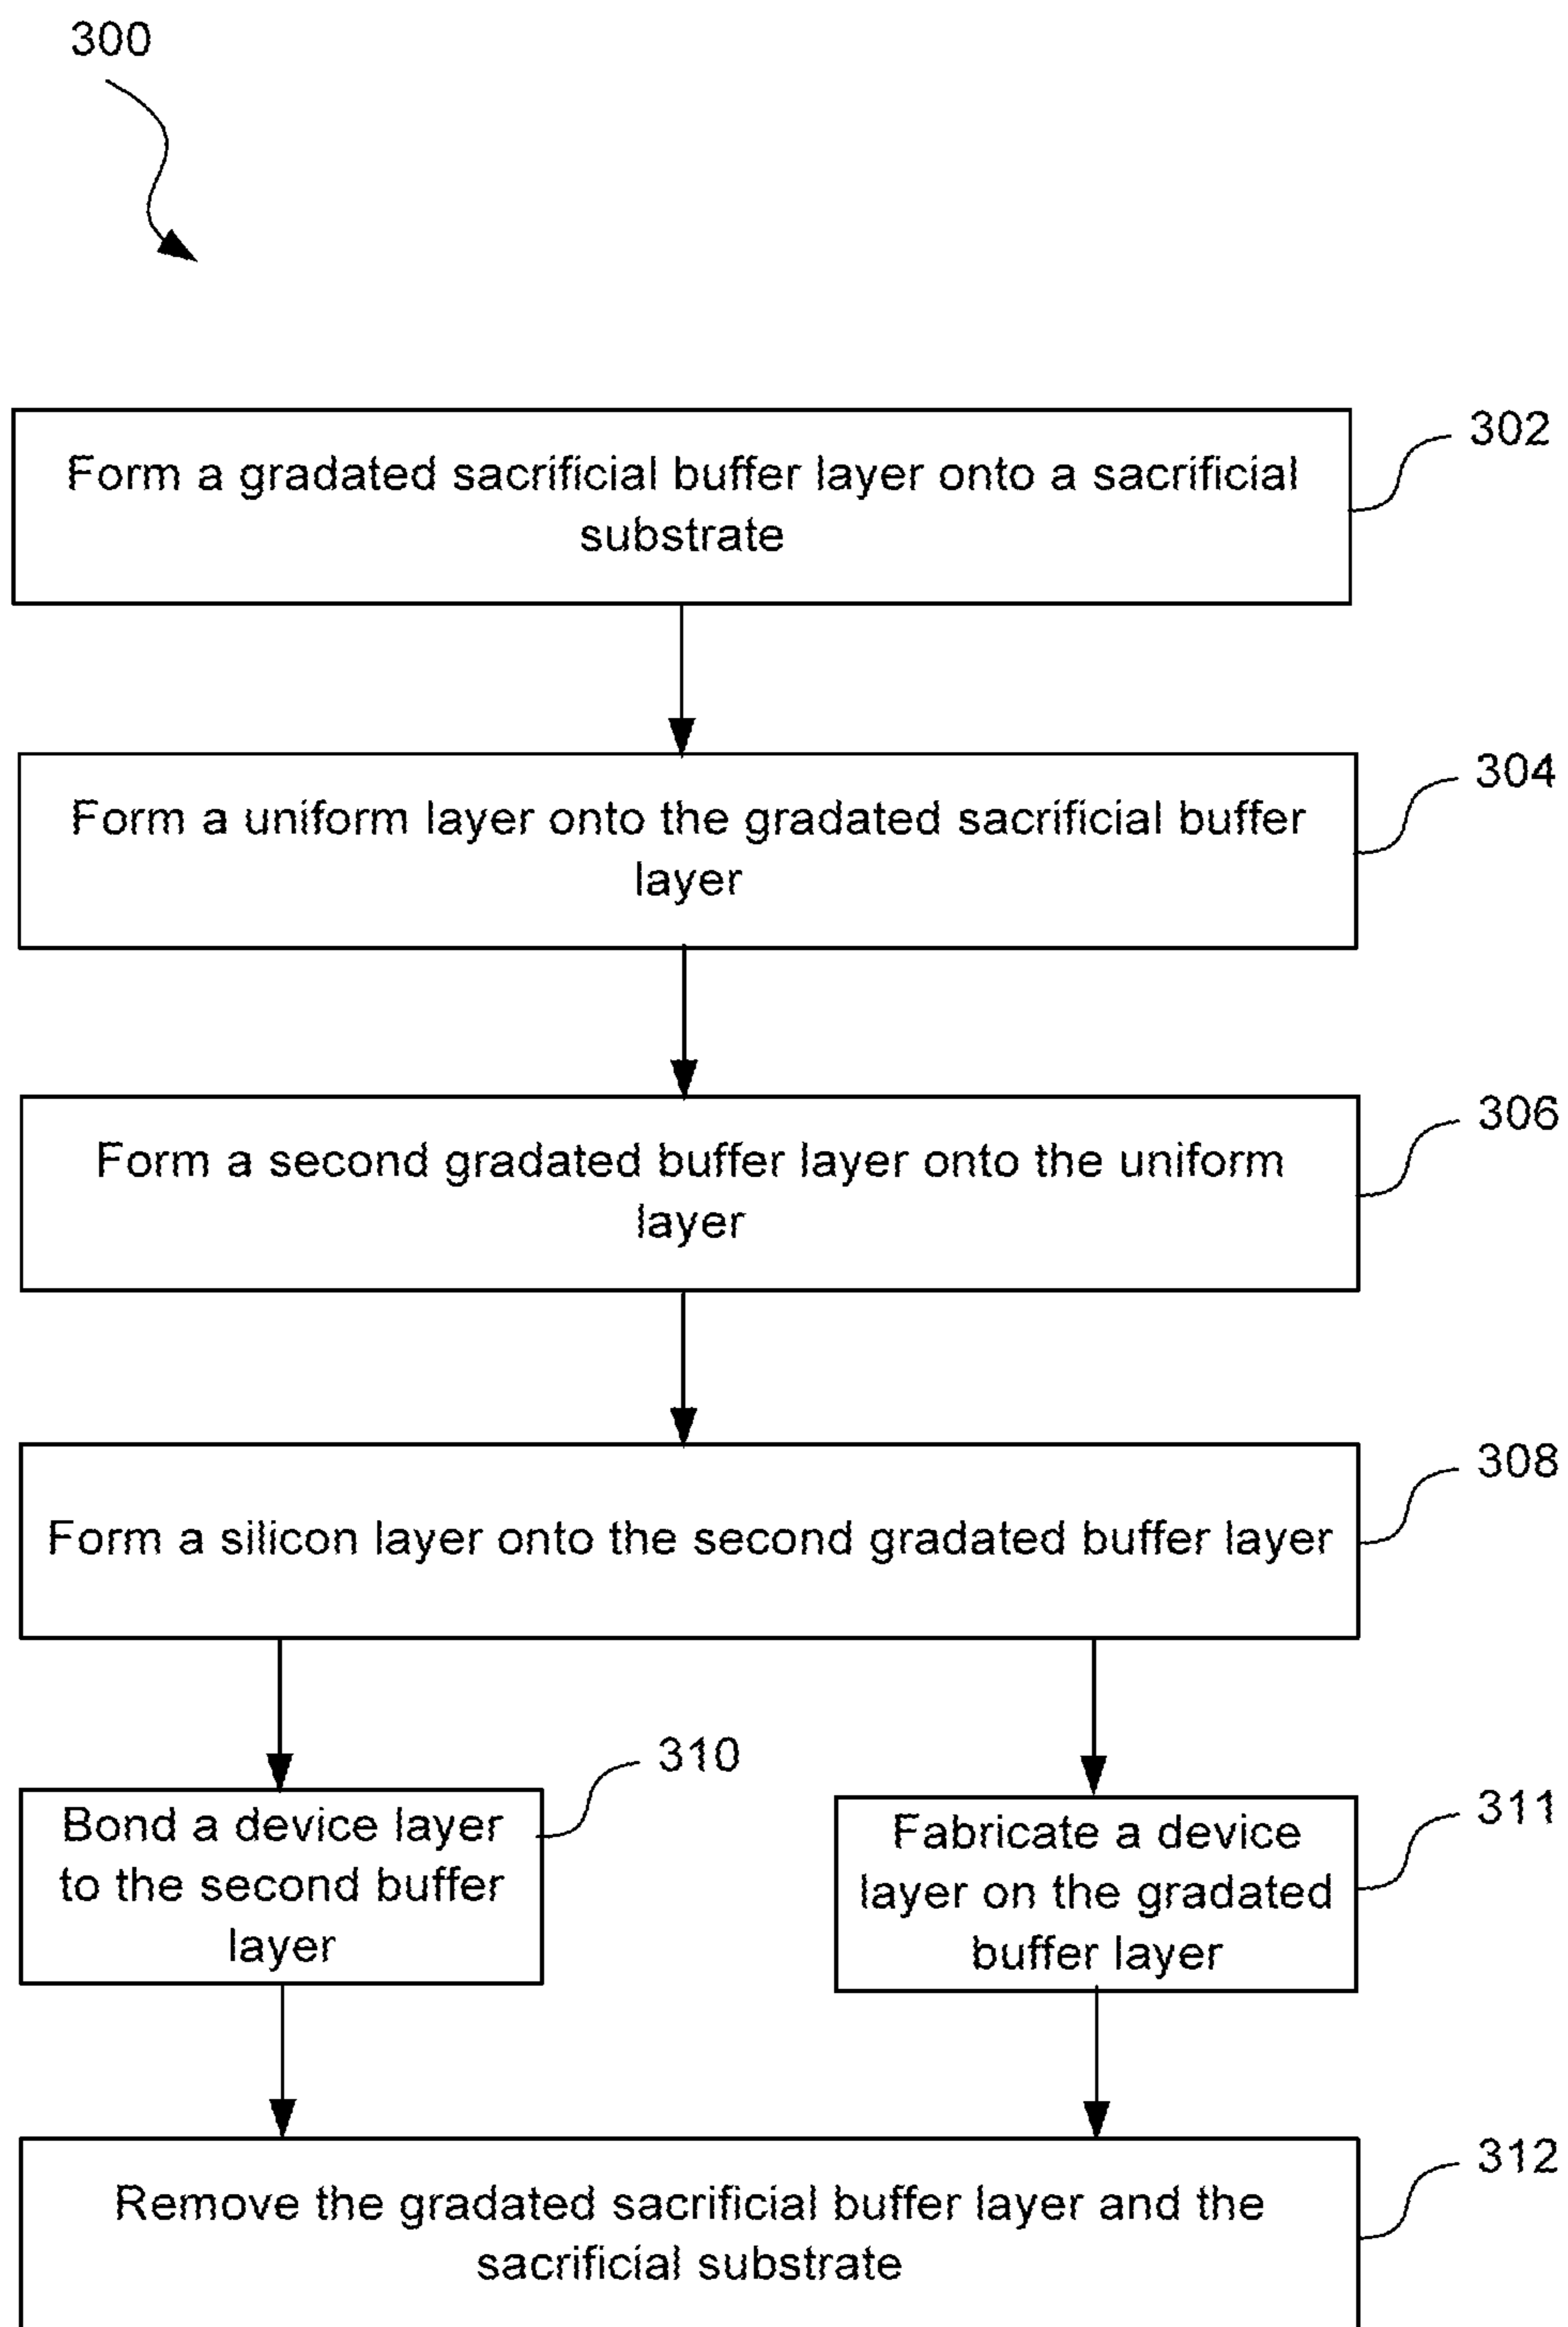 300
302
Form a gradated sacrificial buffer layer onto a sacrificial
substrate
304
Form a uniform layer onto the gradated sacrificial buffer
layer
306
Form a second gradated buffer layer onto the uniform
layer
308
Form a silicon layer onto the second gradated buffer layer
310
Bond a device layer
to the second buffer
layer
311
Fabricate a device
layer on the gradated
buffer layer
312
Remove the gradated sacrificial buffer layer and the
sacrificial substrate